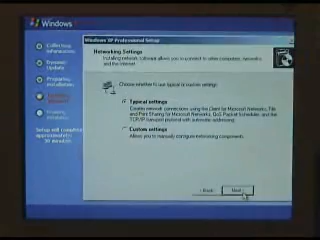 Windows
Windows XP Professional Setup
Networking Settings
Installing network software allows you to connect to other computers, networks
and the Internet.
Collecting
information
Dynamic
Update
Preparing
installation
Installing
Windows
Finalizing
installation
Setup will complete
approximately:
Choose whether to use typical or custom settings:
Typical settings
Creates network connections using the Client for Microsoft Networks, File
and Print Sharing for Microsoft Networks, QoS Packet Scheduler, and the
TCP/IP transport protocol with automatic addressing.
Custom settings
Allows you to manually configure networking components.
< Back
Next >